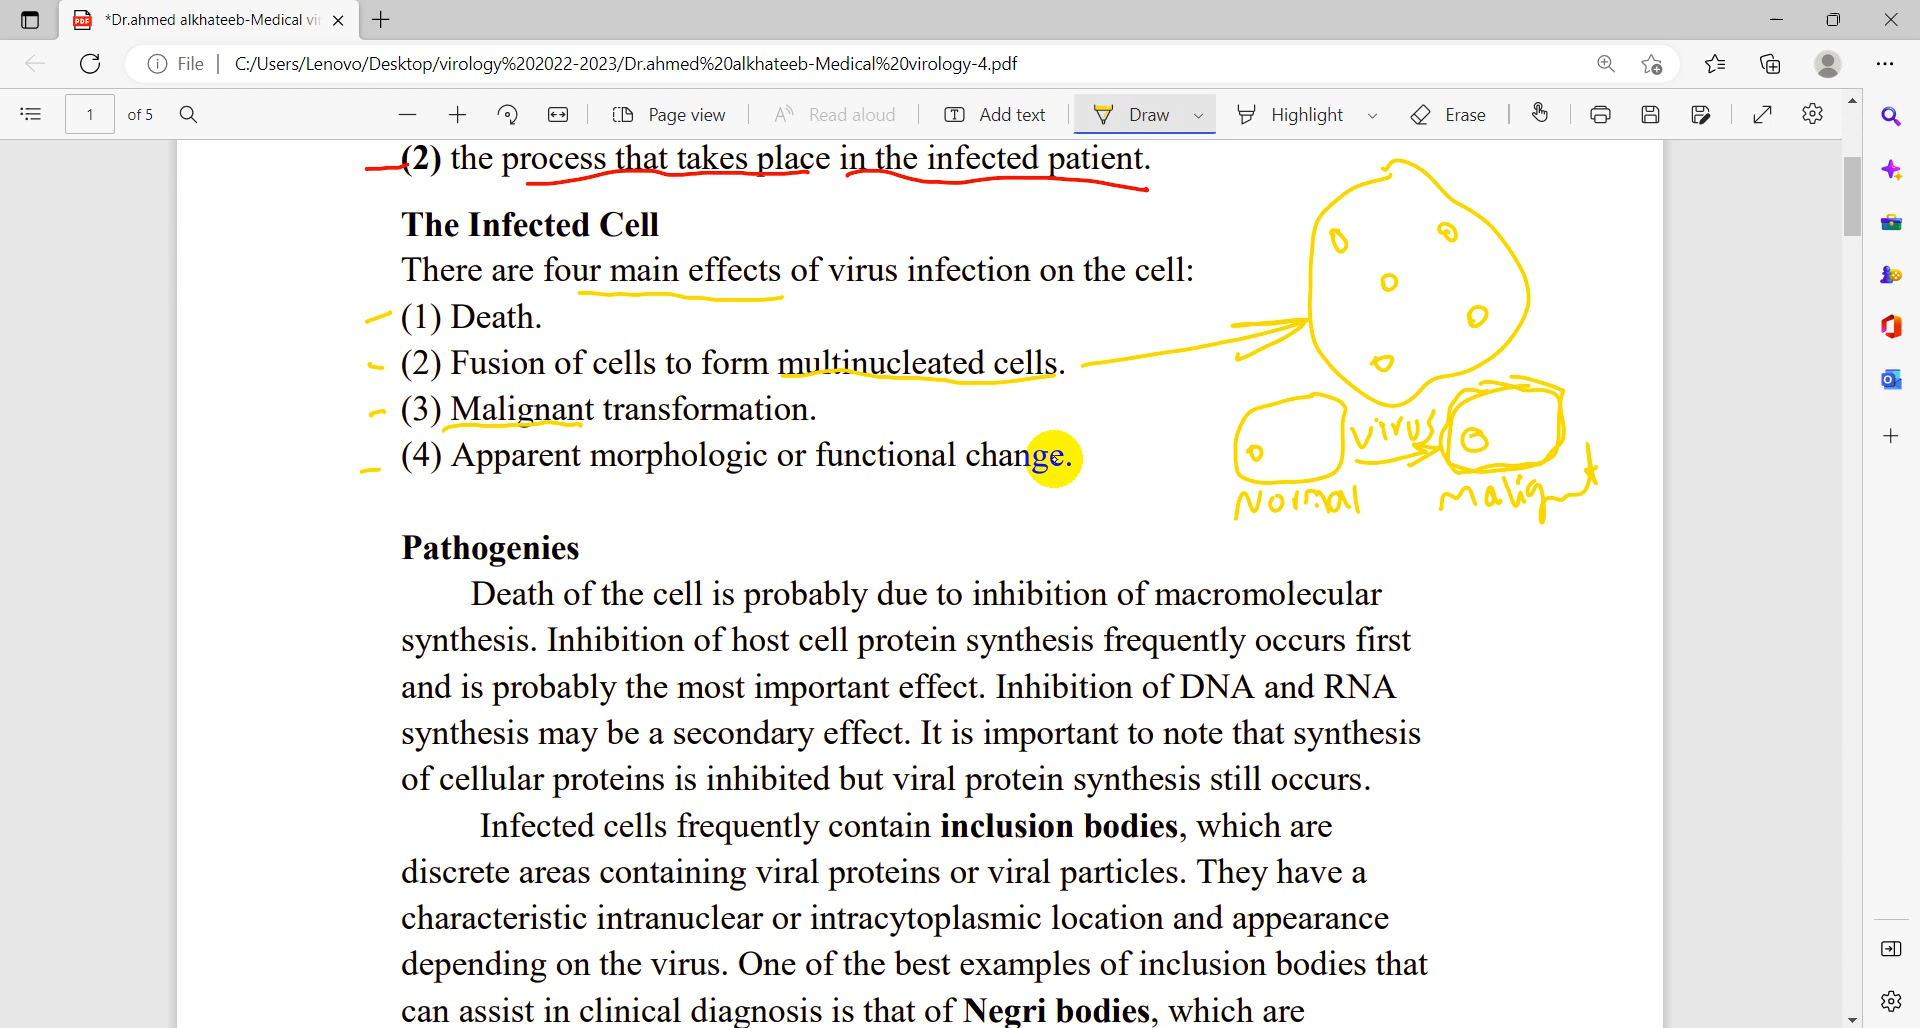 *Dr.ahmed alkhateeb-Medical vi
File | C:/Users/Lenovo/Desktop/virology%202022-2023/Dr.ahmed%20alkhateeb-Medical%20virology-4.pdf
1 of 5 Page view Read aloud Add text Draw Highlight Erase
(2) the process that takes place in the infected patient.
The Infected Cell
There are four main effects of virus infection on the cell:
(1) Death.
(2) Fusion of cells to form multinucleated cells.
(3) Malignant transformation.
(4) Apparent morphologic or functional change.
virus
Normal
Pathogenies
Death of the cell is probably due to inhibition of macromolecular
synthesis. Inhibition of host cell protein synthesis frequently occurs first
and is probably the most important effect. Inhibition of DNA and RNA
synthesis may be a secondary effect. It is important to note that synthesis
of cellular proteins is inhibited but viral protein synthesis still occurs.
Infected cells frequently contain inclusion bodies, which are
discrete areas containing viral proteins or viral particles. They have a
characteristic intranuclear or intracytoplasmic location and appearance
depending on the virus. One of the best examples of inclusion bodies that
can assist in clinical diagnosis is that of Negri bodies, which are